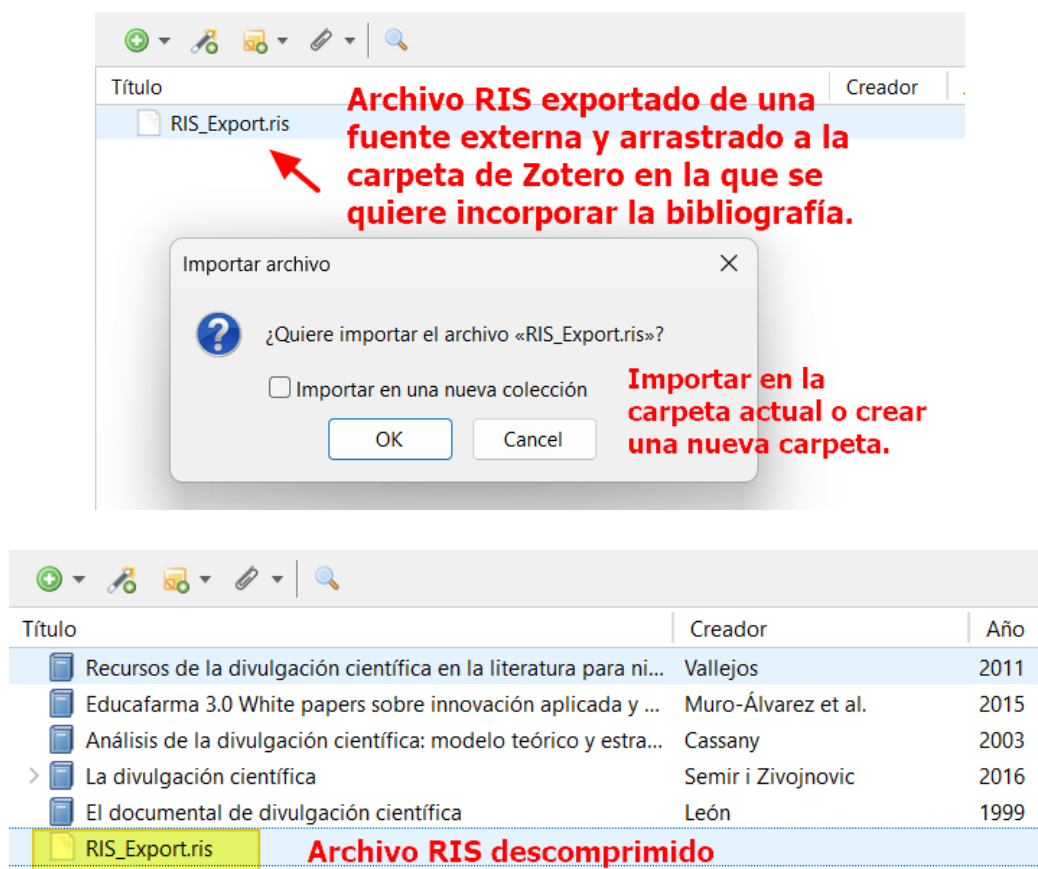 Título Creador
RIS_Export.ris
Archivo RIS exportado de una
fuente externa y arrastrado a la
carpeta de Zotero en la que se
quiere incorporar la bibliografía.
Importar archivo
¿Quiere importar el archivo «RIS_Export.ris»?
Importar en una nueva colección
OK Cancel
Importar en la
carpeta actual o crear
una nueva carpeta.
Título Creador Año
Recursos de la divulgación científica en la literatura para ni... Vallejos 2011
Educafarma 3.0 White papers sobre innovación aplicada y ... Muro-Álvarez et al. 2015
Análisis de la divulgación científica: modelo teórico y estra... Cassany 2003
La divulgación científica Semir i Zivojnovic 2016
El documental de divulgación científica León 1999
RIS_Export.ris Archivo RIS descomprimido